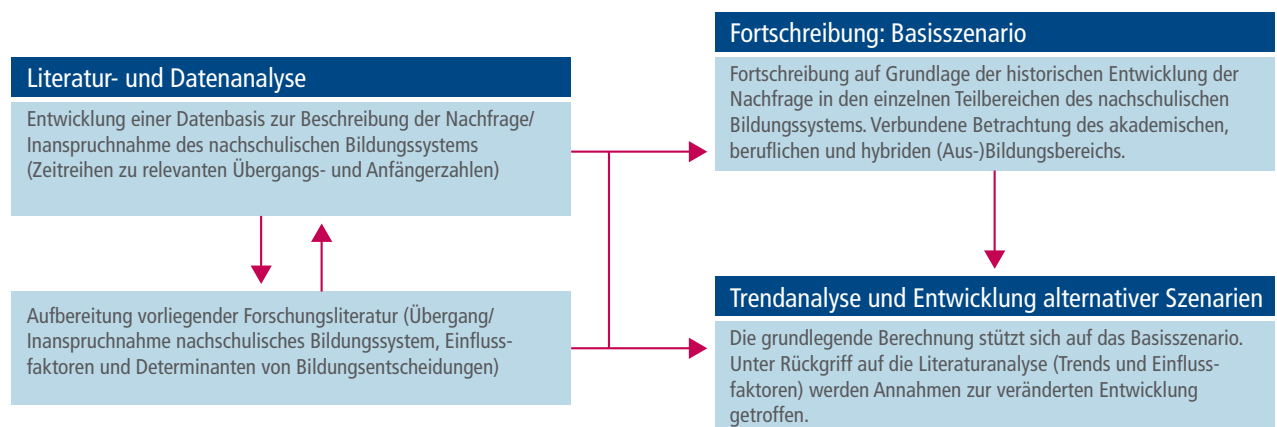 Literatur- und Datenanalyse
Entwicklung einer Datenbasis zur Beschreibung der Nachfrage/
Inanspruchnahme des nachschulischen Bildungssystems
(Zeitreihen zu relevanten Übergangs- und Anfängerzahlen)
Aufbereitung vorliegender Forschungsliteratur (Übergang/
Inanspruchnahme nachschulisches Bildungssystem, Einfluss-
faktoren und Determinanten von Bildungsentscheidungen)
Fortschreibung: Basisszenario
Fortschreibung auf Grundlage der historischen Entwicklung der
Nachfrage in den einzelnen Teilbereichen des nachschulischen
Bildungssystems. Verbundene Betrachtung des akademischen,
beruflichen und hybriden (Aus-)Bildungsbereichs.
Trendanalyse und Entwicklung alternativer Szenarien
Die grundlegende Berechnung stützt sich auf das Basisszenario.
Unter Rückgriff auf die Literaturanalyse (Trends und Einfluss-
faktoren) werden Annahmen zur veränderten Entwicklung
getroffen.